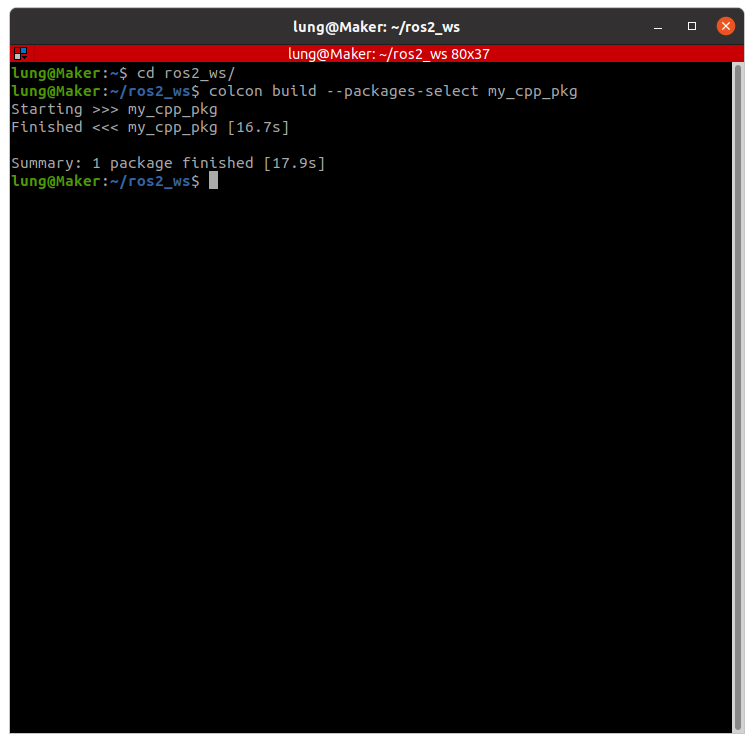 lung@Maker: ~/ros2_ws
lung@Maker: ~/ros2_ws 80x37
lung@Maker:~$ cd ros2_ws/
lung@Maker:~/ros2_ws$ colcon build --packages-select my_cpp_pkg
Starting >>> my_cpp_pkg
Finished <<< my_cpp_pkg [16.7s]
Summary: 1 package finished [17.9s]
lung@Maker:~/ros2_ws$